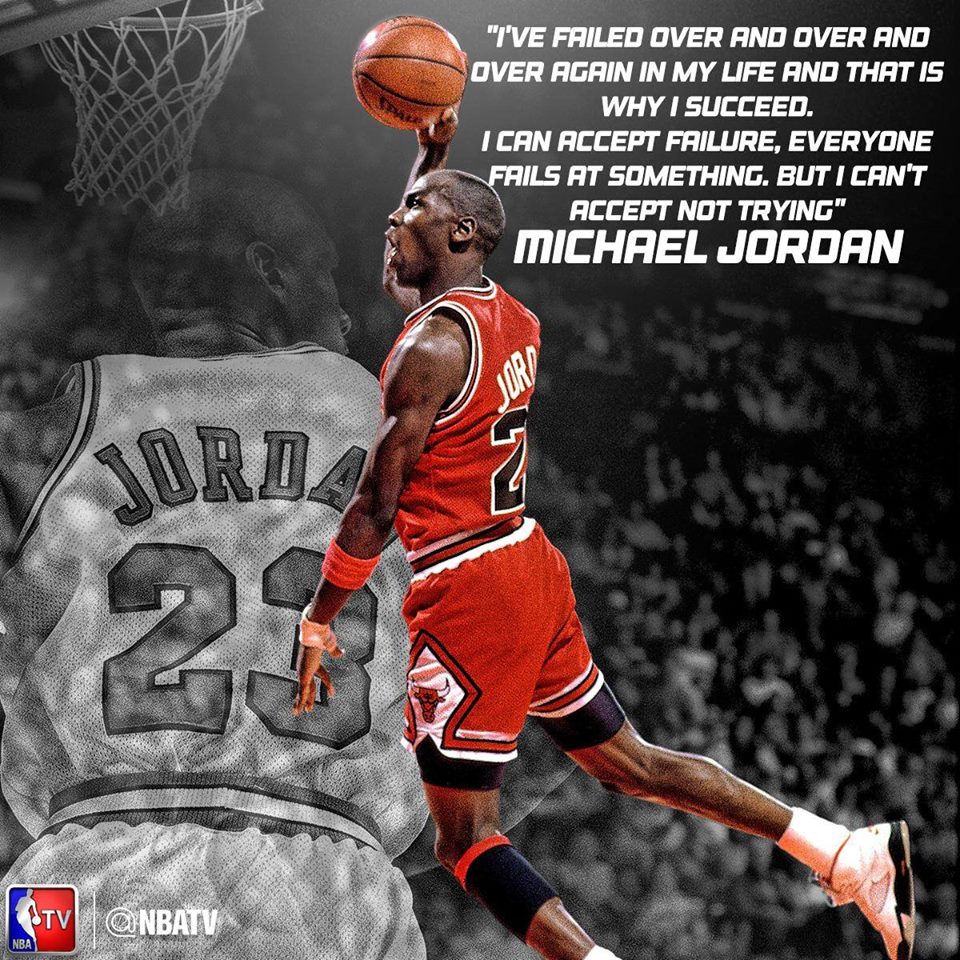 "I'VE FAILED OVER AND OVER AND
OVER AGAIN IN MY LIFE AND THAT IS
WHY I SUCCEED.
I CAN ACCEPT FAILURE, EVERYONE
FAILS AT SOMETHING. BUT I CAN'T
ACCEPT NOT TRYING"
MICHAEL JORDAN
JORD
2
JORDA
23
NBA
TV
@NBATV